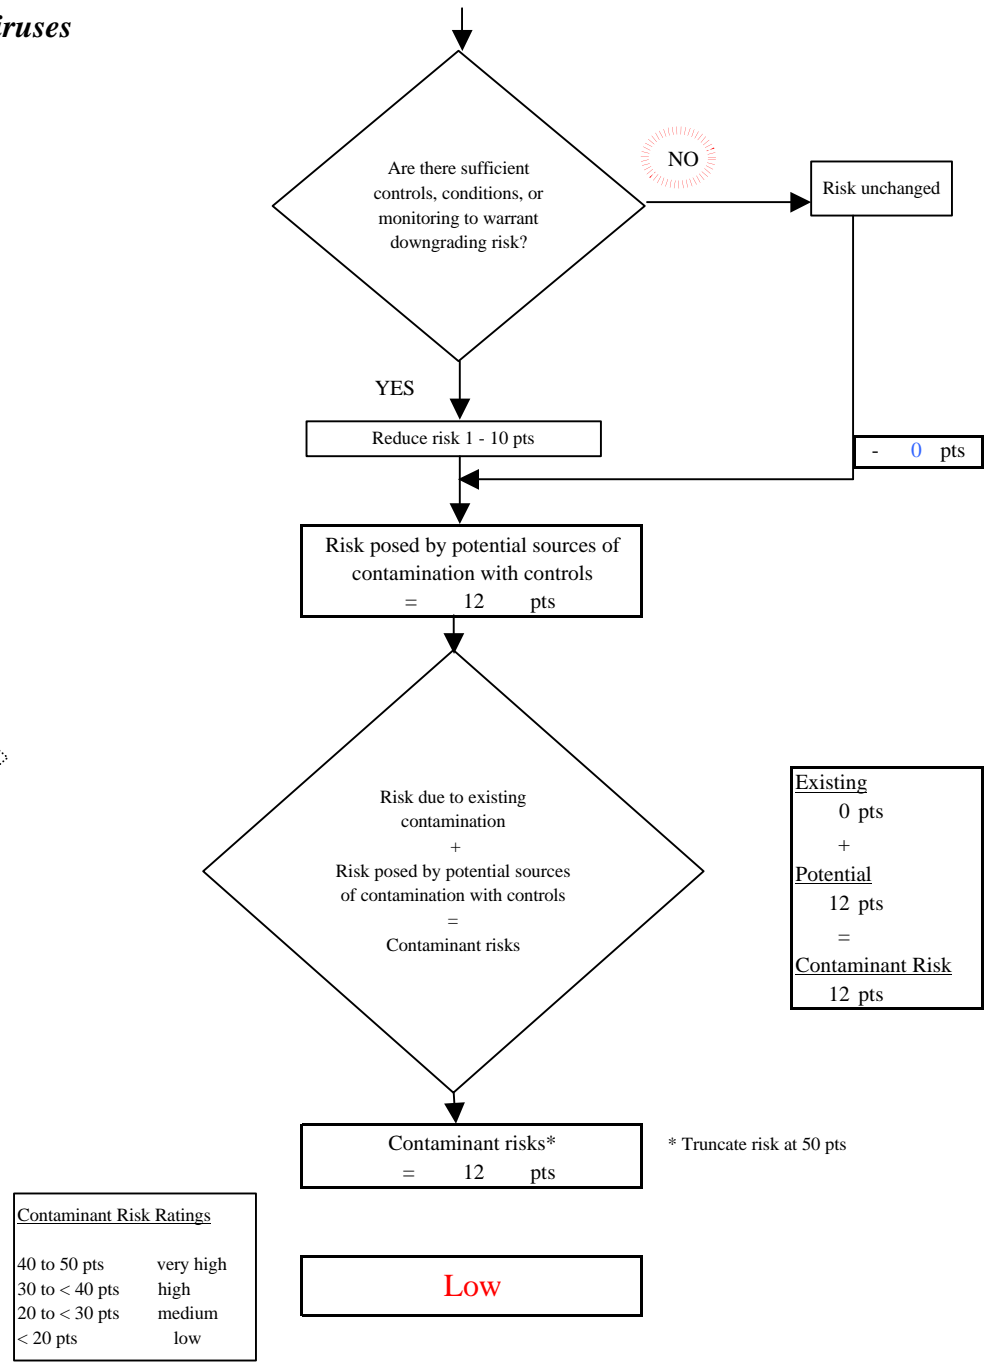 Are there sufficient
controls, conditions, or
monitoring to warrant
downgrading risk?
NO
Risk unchanged
YES
Reduce risk 1 - 10 pts
- 0 pts
Risk posed by potential sources of
contamination with controls
= 12 pts
Risk due to existing
contamination
+
Risk posed by potential sources
of contamination with controls
=
Contaminant risks
Existing
0 pts
+
Potential
12 pts
=
Contaminant Risk
12 pts
Contaminant risks*
= 12 pts
* Truncate risk at 50 pts
Contaminant Risk Ratings
40 to 50 pts very high
30 to < 40 pts high
20 to < 30 pts medium
< 20 pts low
Low